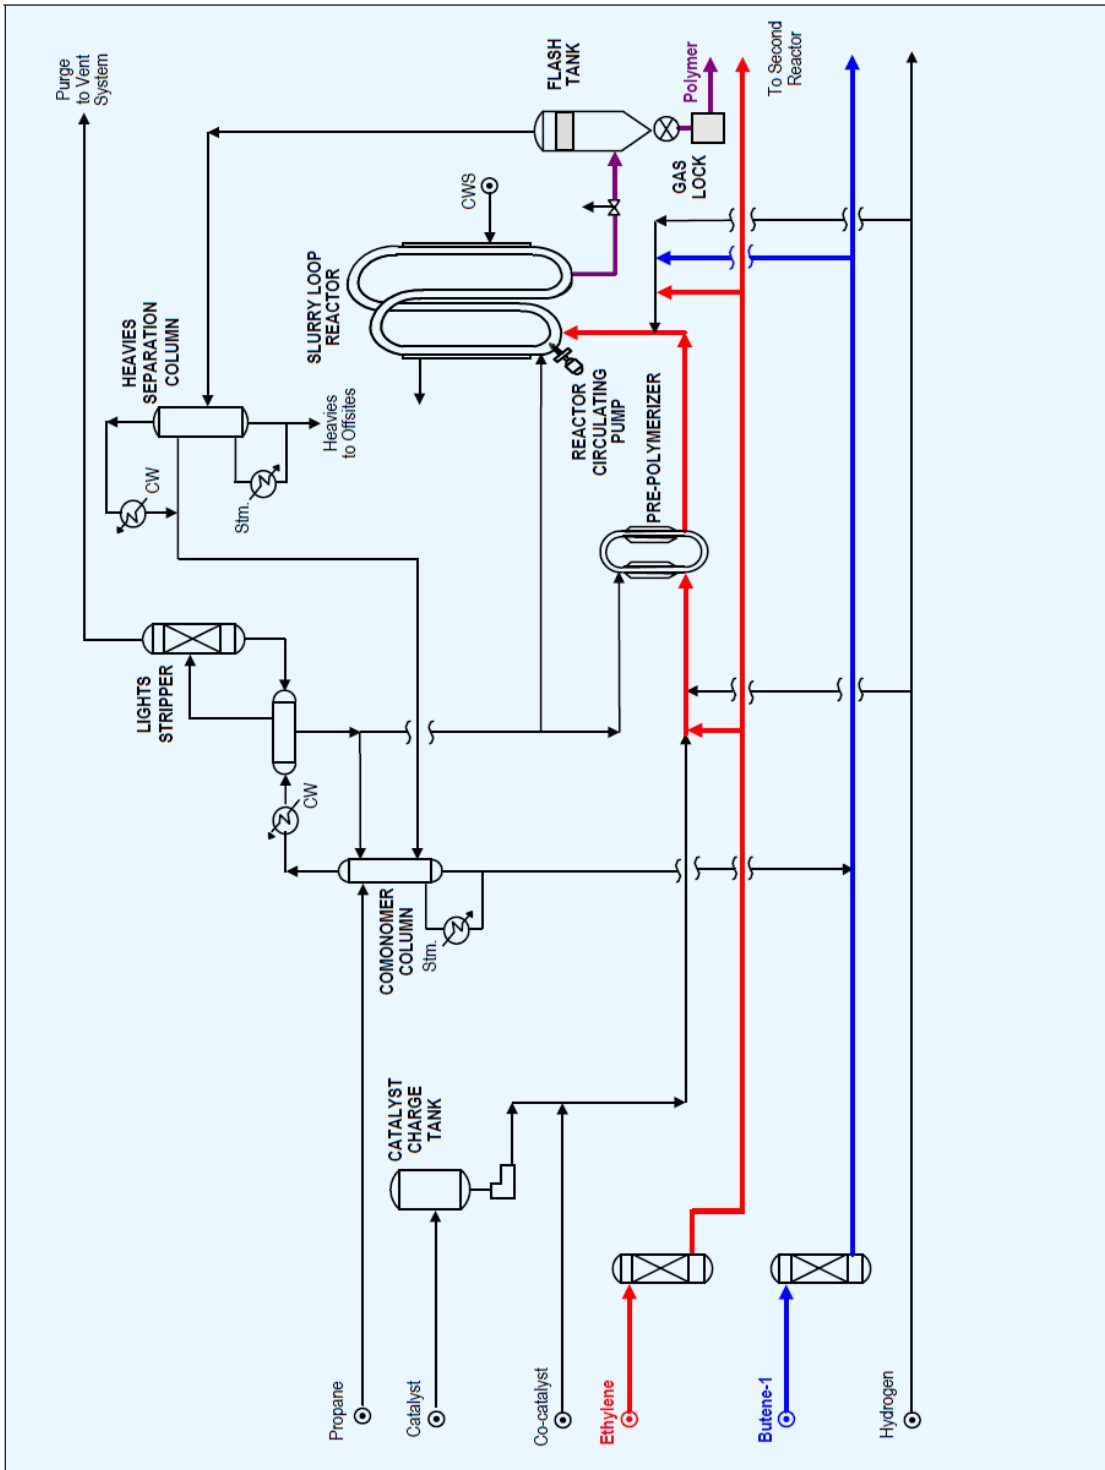 Purge
to Vent
System
FLASH
TANK
Polymer
To Second
Reactor
GAS
LOCK
CWS
SLURRY LOOP
REACTOR
HEAVIES
SEPARATION
COLUMN
Heavies
to Offsites
CW
Stm.
REACTOR
CIRCULATING
PUMP
PRE-POLYMERIZER
LIGHTS
STRIPPER
CW
COMONOMER
COLUMN
Stm.
CATALYST
CHARGE
TANK
Propane
Catalyst
Co-catalyst
Ethylene
Butene-1
Hydrogen